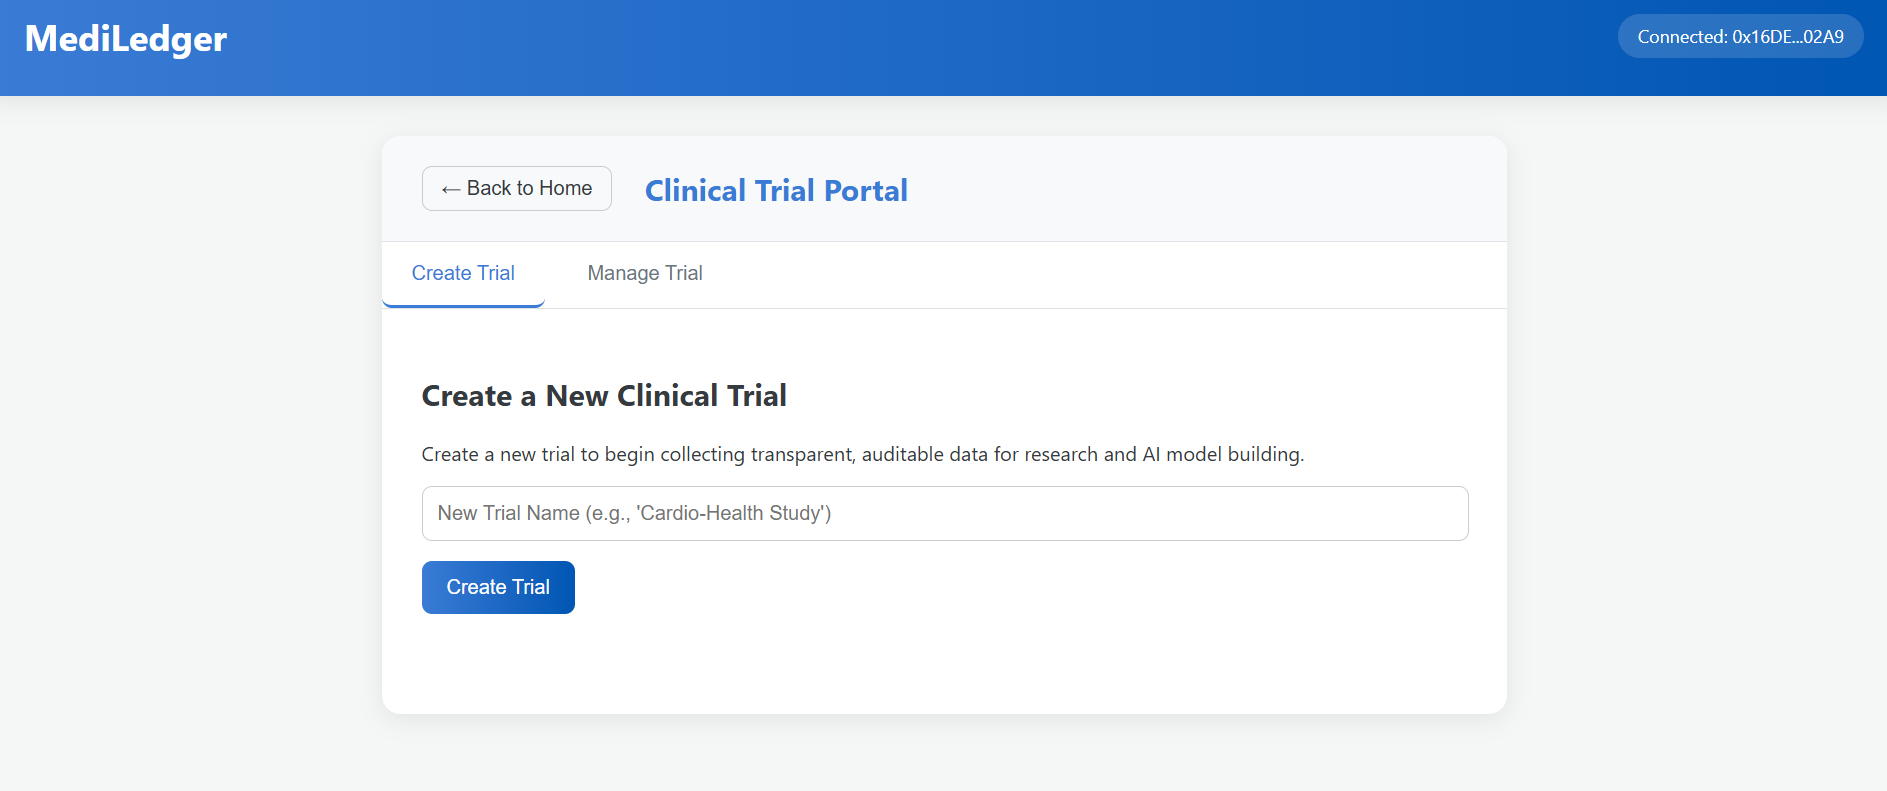 MediLedger
Connected: 0x16DE...02A9
← Back to Home
Clinical Trial Portal
Create Trial
Manage Trial
Create a New Clinical Trial
Create a new trial to begin collecting transparent, auditable data for research and AI model building.
New Trial Name (e.g., 'Cardio-Health Study')
Create Trial